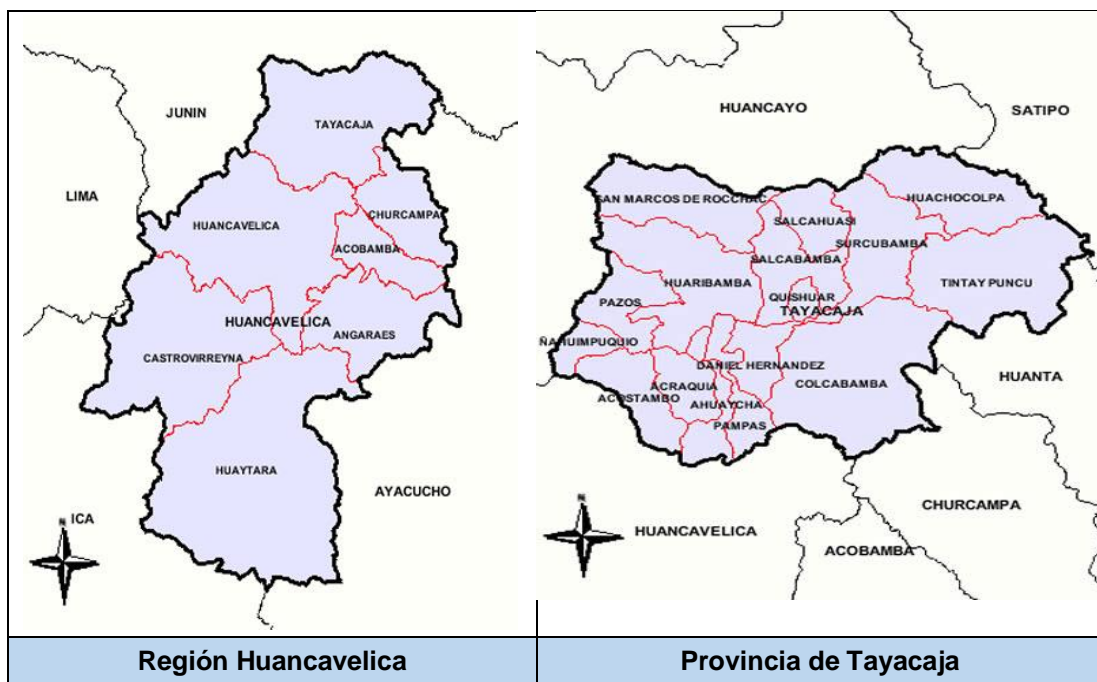 JUNIN
TAYACAJA
LIMA
HUANCAVELICA
CHURCAMPA
ACOBAMBA
HUANCAVELICA
ANGARAES
CASTROVIRREYNA
HUAYTARA
AYACUCHO
N
ICA
Región Huancavelica
HUANCAYO
SATIPO
SAN MARCOS DE ROCCHAC
HUACHOCOLPA
SALCAHUASI
SURCUBAMBA
SALCABAMBA
HUARIBAMBA
TINTAY PUNCU
PAZOS
QUISHUAR
TAYACAJA
ÑAHUIMPUQUIO
DANIEL HERNANDEZ
HUANTA
ACRAQUIA
COLCABAMBA
ACOSTAMBO
AHUAYCHA
PAMPAS
N
CHURCAMPA
HUANCAVELICA
ACOBAMBA
Provincia de Tayacaja